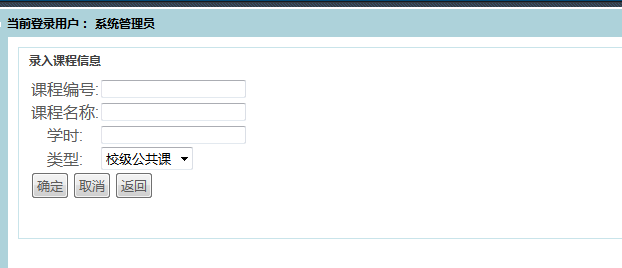 当前登录用户： 系统管理员
录入课程信息
课程编号:
课程名称:
学时:
类型: 校级公共课
确定 取消 返回